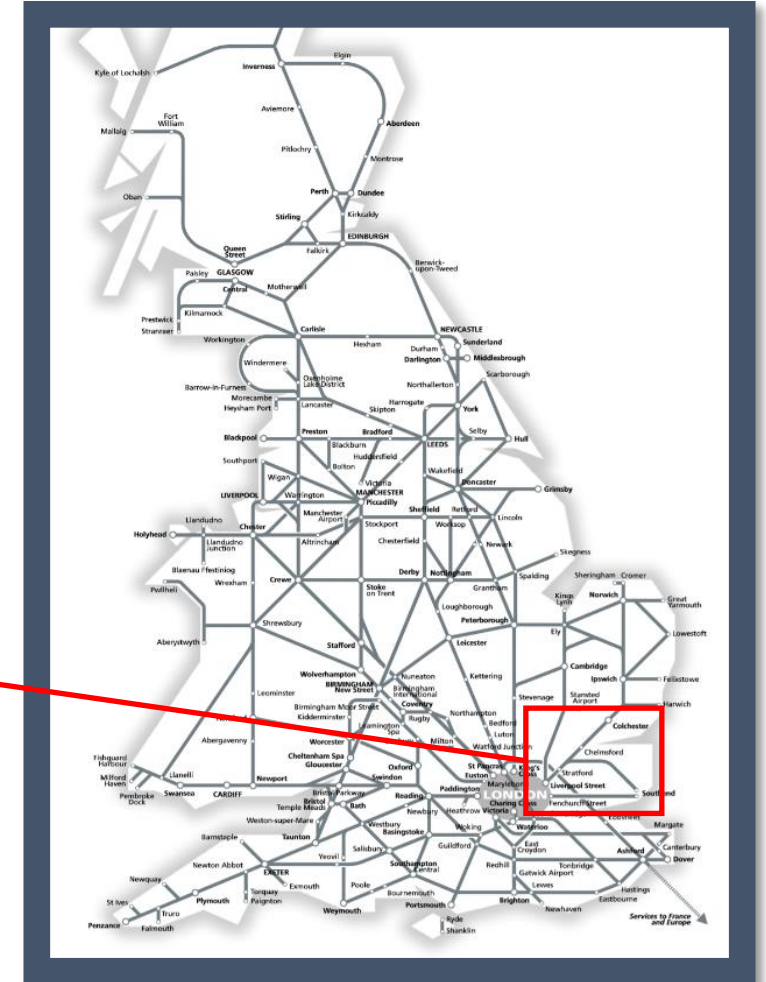 Elgin
Inverness
Kyle of Lochalsh
Aviemore
Fort
William
Aberdeen
Mallaig
Pitlochry
Montrose
Perth
Dundee
Oban
Stirling
Kirkcaldy
EDINBURGH
Queen
Street
Falkirk
Berwick-
upon-Tweed
Paisley
GLASGOW
Central
Motherwell
Prestwick
Kilmarnock
Stranraer
Carlisle
NEWCASTLE
Workington
Hexham
Sunderland
Durham
Darlington
Middlesbrough
Windermere
Oxenholme
Lake District
Scarborough
Barrow-in-Furness
Northallerton
Morecambe
Heysham Port
Lancaster
Harrogate
Skipton
York
Blackpool
Preston
Bradford
Selby
Hull
Blackburn
LEEDS
Huddersfield
Southport
Bolton
Wakefield
Wigan
Victoria
Doncaster
LIVERPOOL
Warrington
MANCHESTER
Piccadilly
Grimsby
Manchester
Airport
Sheffield
Retford
Lincoln
Llandudno
Chester
Stockport
Worksop
Holyhead
Llandudno
Junction
Altrincham
Chesterfield
Newark
Skegness
Blaenau Ffestiniog
Wrexham
Crewe
Stoke
on Trent
Derby
Nottingham
Spalding
Sheringham
Cromer
Pwllheli
Grantham
Kings
Lynn
Norwich
Great
Yarmouth
Loughborough
Peterborough
Shrewsbury
Ely
Lowestoft
Aberystwyth
Stafford
Leicester
Cambridge
Wolverhampton
Nuneaton
Kettering
Ipswich
Felixstowe
BIRMINGHAM
New Street
Birmingham
International
Stansted
Airport
Leominster
Coventry
Stevenage
Harwich
Birmingham Moor Street
Kidderminster
Rugby
Northampton
Bedford
Colchester
Leamington
Spa
Milton
Luton
Abergavenny
Worcester
Watford Junction
Chelmsford
Cheltenham Spa
Gloucester
Oxford
St Pancras
King's
Cross
Stratford
Fishguard
Harbour
Llanelli
Newport
Swindon
Euston
Marylebone
Liverpool Street
Milford
Haven
Southend
Pembroke
Dock
Swansea
CARDIFF
Bristol Parkway
Reading
Paddington
LONDON
Fenchurch Street
Bristol
Temple Meads
Bath
Newbury
Heathrow
Victoria
Charing Cross
Weston-super-Mare
Westbury
Basingstoke
Woking
Waterloo
Margate
Barnstaple
Taunton
East
Croydon
Canterbury
Yeovil
Salisbury
Guildford
Ashford
Dover
Newton Abbot
EXETER
Southampton
Central
Redhill
Tonbridge
Gatwick Airport
Newquay
Exmouth
Poole
Bournemouth
Lewes
Hastings
St Ives
Plymouth
Torquay
Paignton
Weymouth
Portsmouth
Brighton
Eastbourne
Newhaven
Truro
Penzance
Falmouth
Ryde
Shanklin
Services to France
and Europe